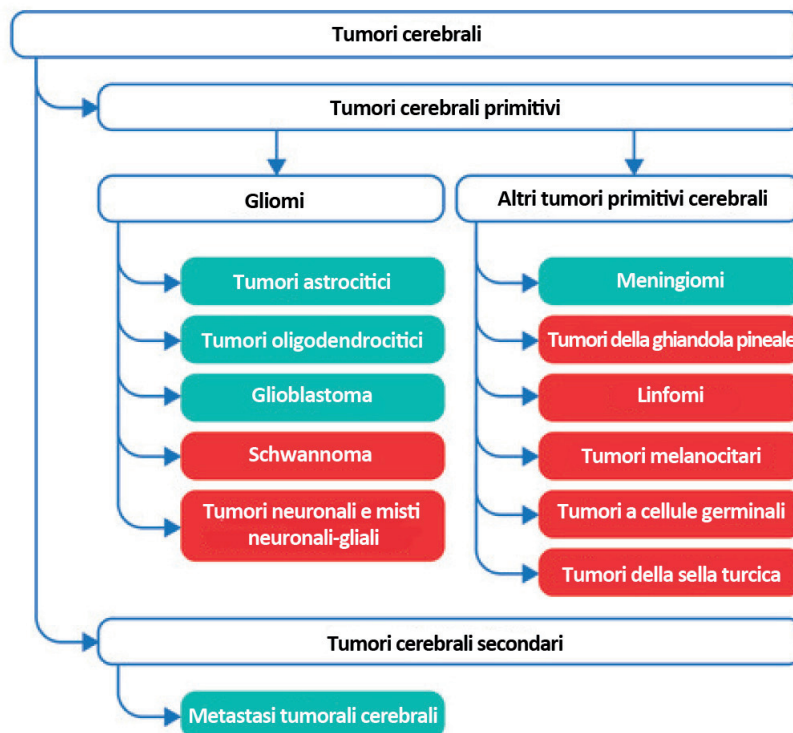 Tumori cerebrali
Tumori cerebrali primitivi
Gliomi
Tumori astrocitici
Tumori oligodendrocitici
Glioblastoma
Schwannoma
Tumori neuronali e misti
neuronali-gliali
Altri tumori primitivi cerebrali
Meningiomi
Tumori della ghiandola pineale
Linfomi
Tumori melanocitari
Tumori a cellule germinali
Tumori della sella turcica
Tumori cerebrali secondari
Metastasi tumorali cerebrali